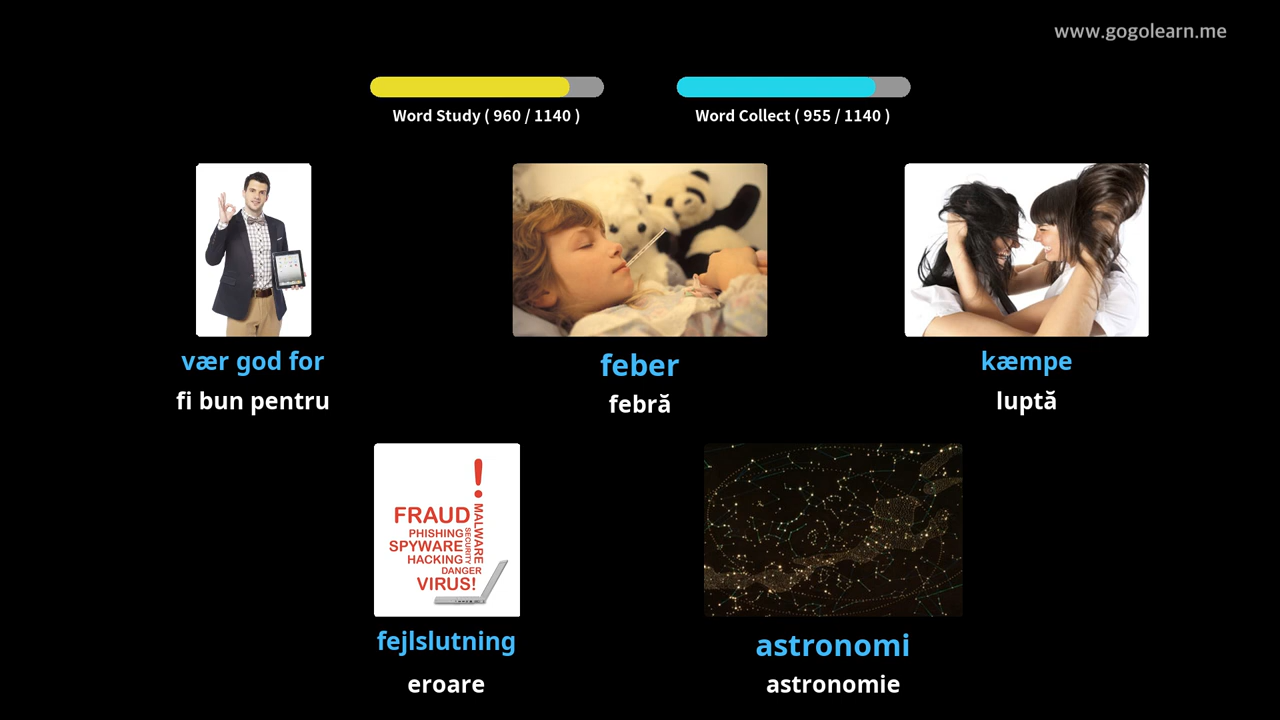 www.gogolearn.me
Word Study ( 960 / 1140 )
Word Collect ( 955 / 1140 )
vær god for
fi bun pentru
feber
febră
kæmpe
luptă
!
FRAUD
PHISHING
SPYWARE
HACKING
DANGER
VIRUS!
SECURITY
MALWARE
fejlslutning
eroare
astronomi
astronomie